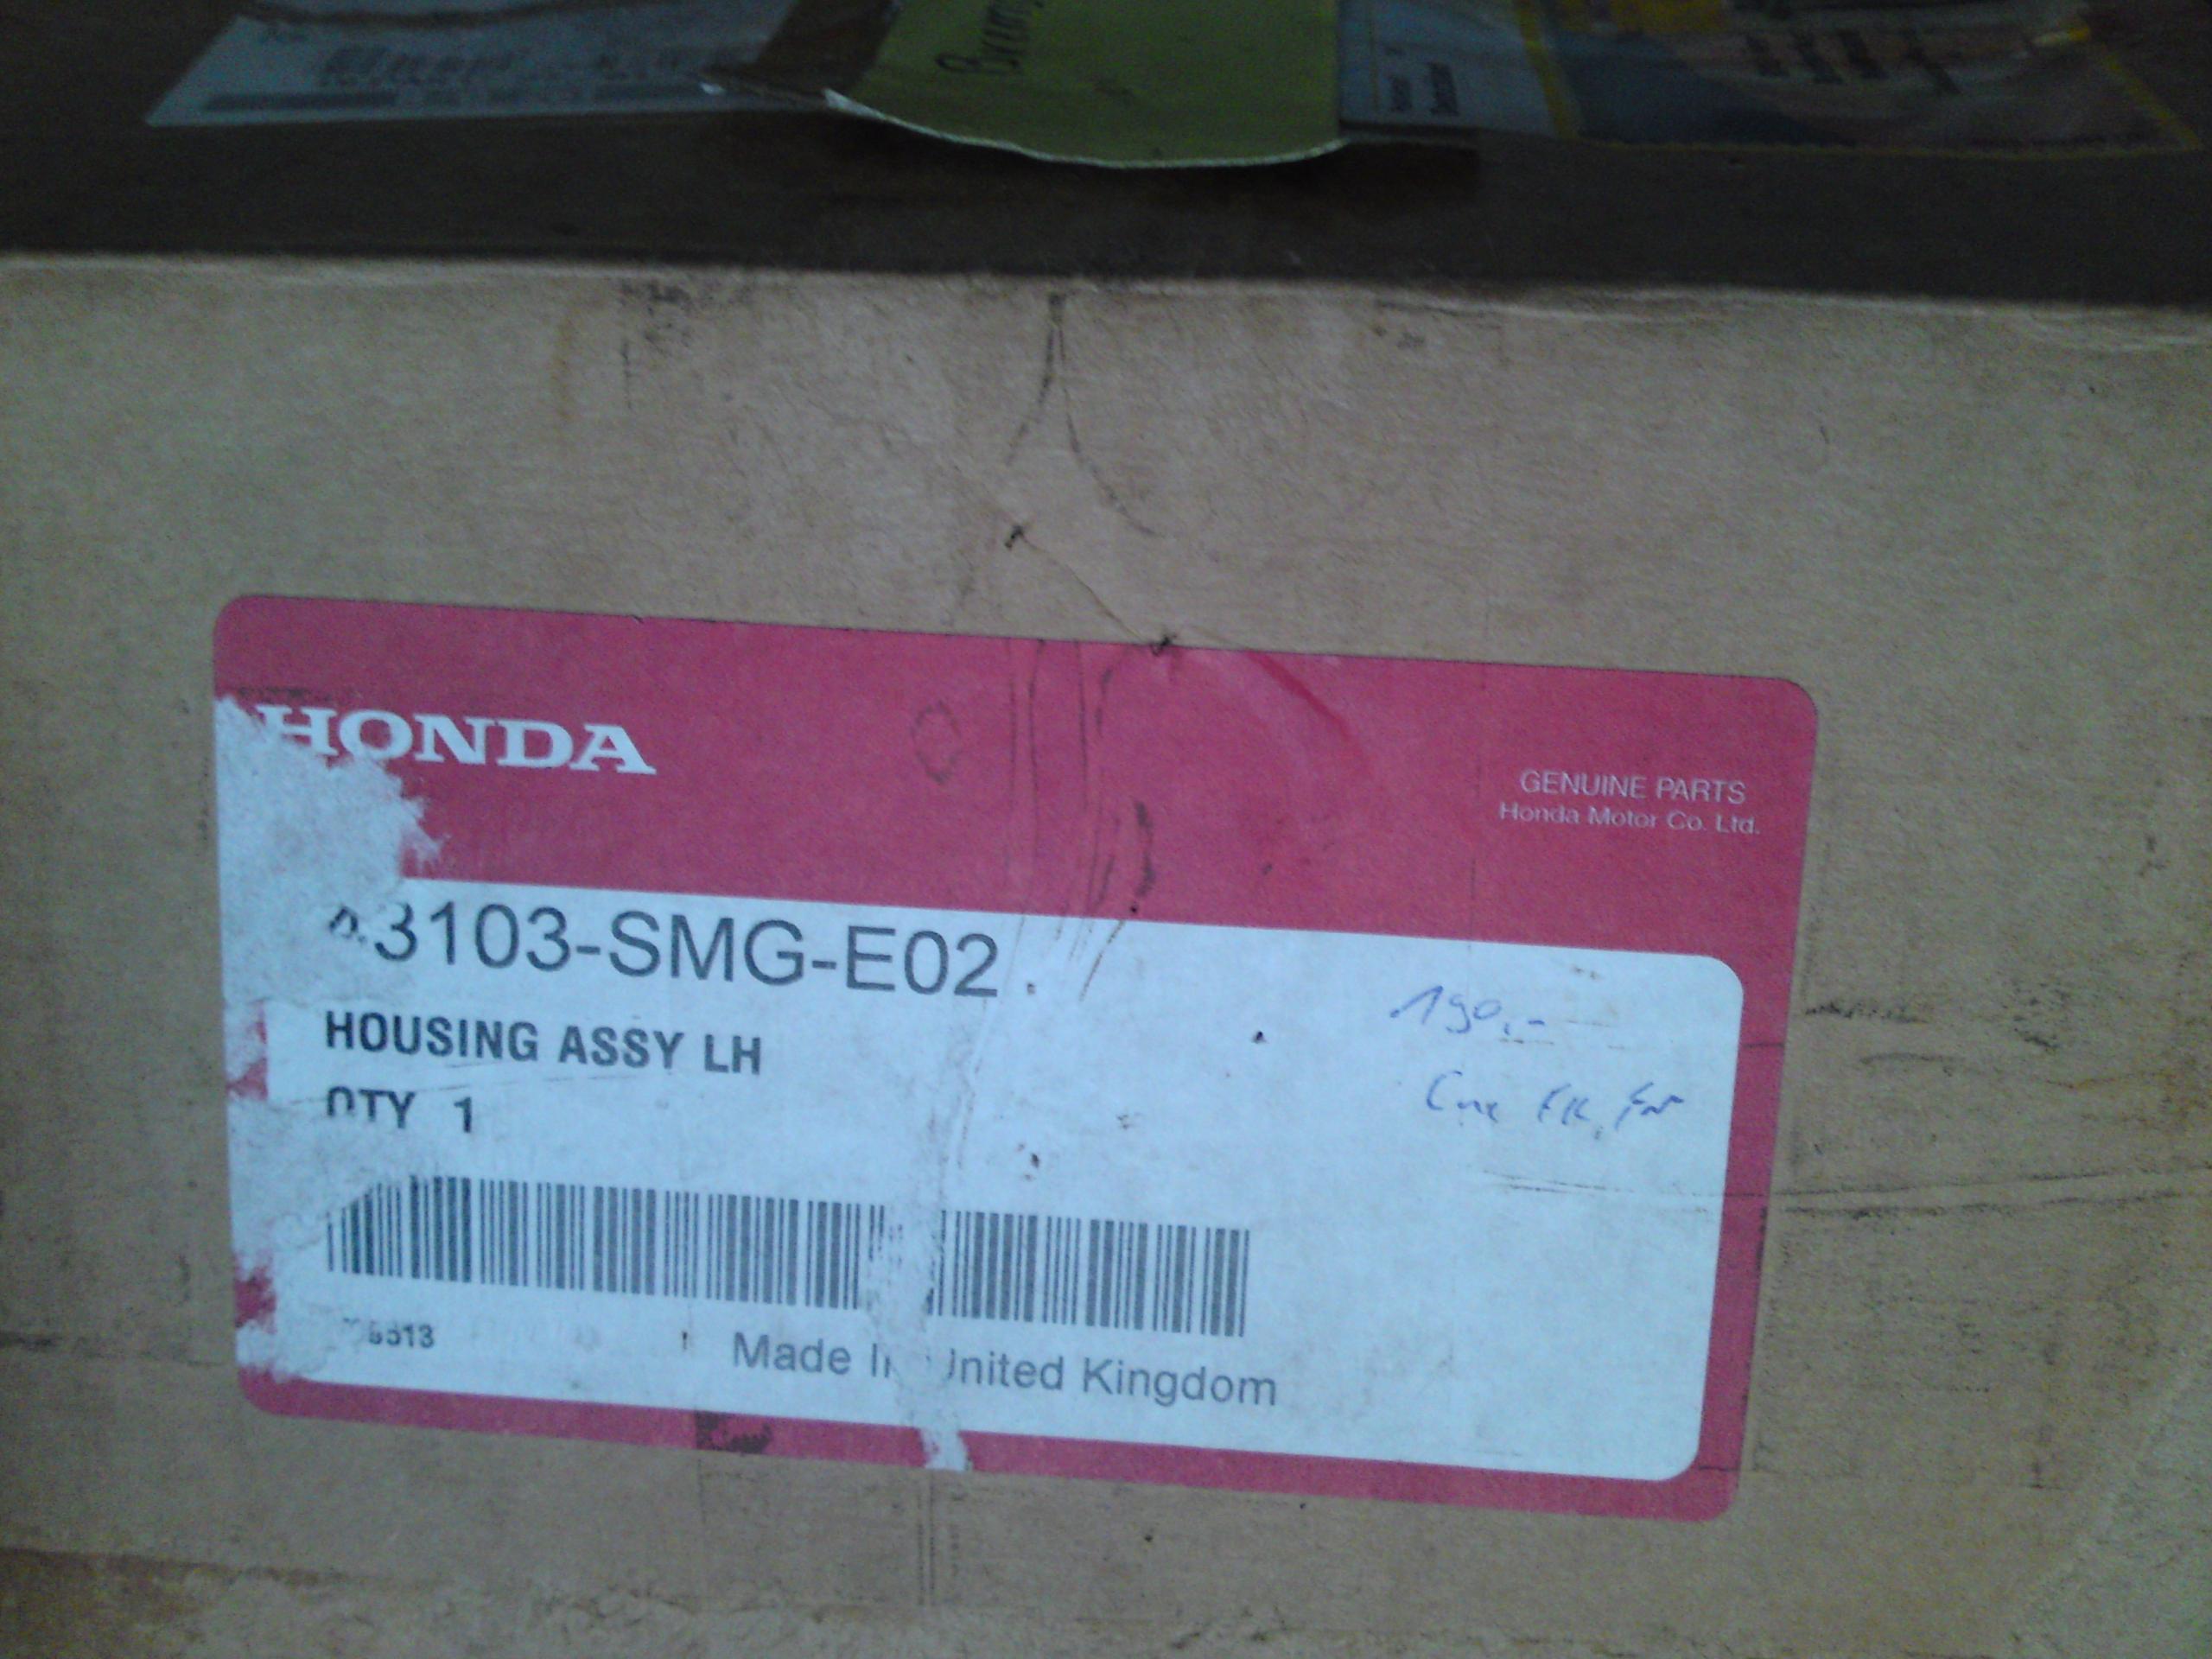 HONDA
GENUINE PARTS
Honda Motor Co. Ltd.
3103-SMG-E02
HOUSING ASSY LH
QTY 1
190,-
Made In United Kingdom